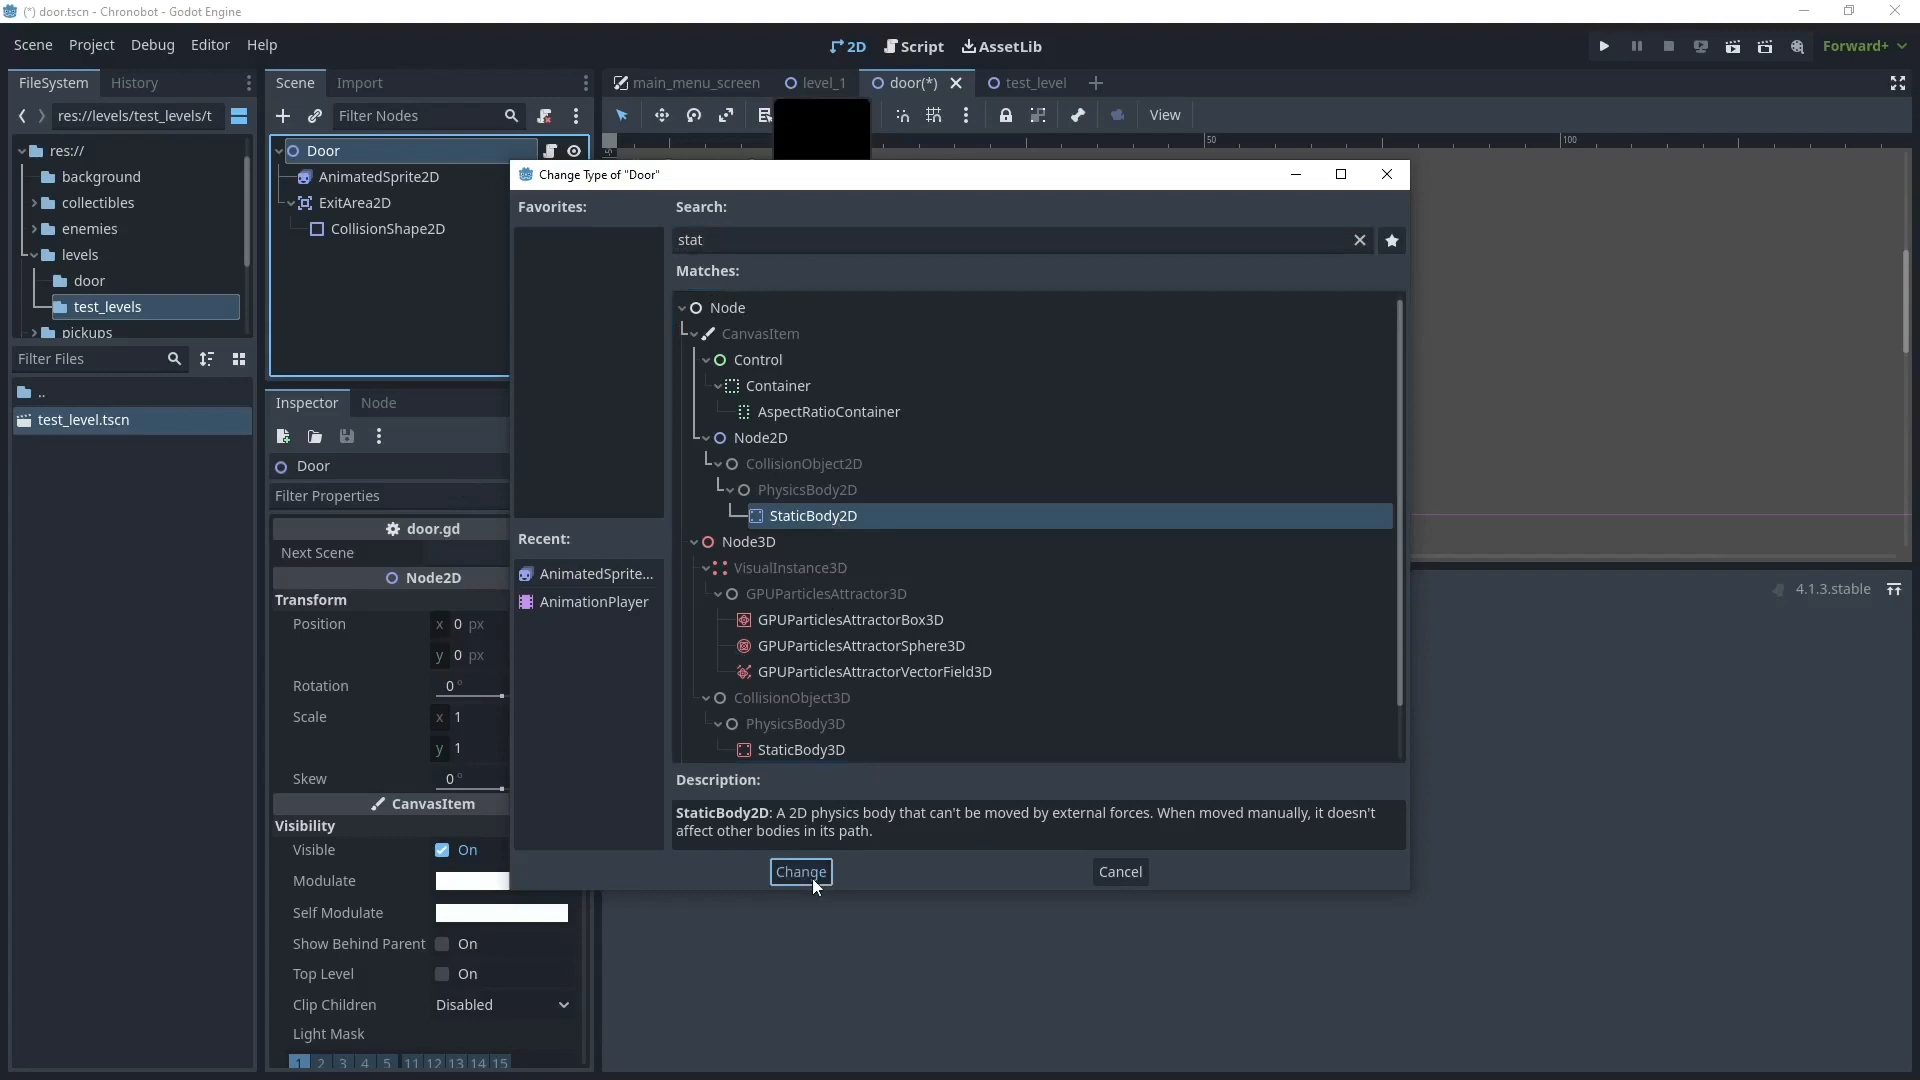 (*) door.tscn - Chronobot - Godot Engine
Scene Project Debug Editor Help
2D Script AssetLib
Forward+
FileSystem History
res://levels/test_levels/t
res://
background
collectibles
enemies
levels
door
test_levels
pickups
Filter Files
..
test_level.tscn
Scene Import
Filter Nodes
Door
AnimatedSprite2D
ExitArea2D
CollisionShape2D
Inspector Node
Door
Filter Properties
door.gd
Next Scene
Node2D
Transform
Position x 0 px
y 0 px
Rotation 0 °
Scale x 1
y 1
Skew 0 °
CanvasItem
Visibility
Visible On
Modulate
Self Modulate
Show Behind Parent On
Top Level On
Clip Children Disabled
Light Mask
1 2 3 4 5 11 12 13 14 15
main_menu_screen level_1 door(*) test_level
View
50 100
Change Type of "Door"
Favorites:
Recent:
AnimatedSprite...
AnimationPlayer
Search:
stat
Matches:
Node
CanvasItem
Control
Container
AspectRatioContainer
Node2D
CollisionObject2D
PhysicsBody2D
StaticBody2D
Node3D
VisualInstance3D
GPUParticlesAttractor3D
GPUParticlesAttractorBox3D
GPUParticlesAttractorSphere3D
GPUParticlesAttractorVectorField3D
CollisionObject3D
PhysicsBody3D
StaticBody3D
Description:
StaticBody2D: A 2D physics body that can't be moved by external forces. When moved manually, it doesn't
affect other bodies in its path.
Change Cancel
4.1.3.stable